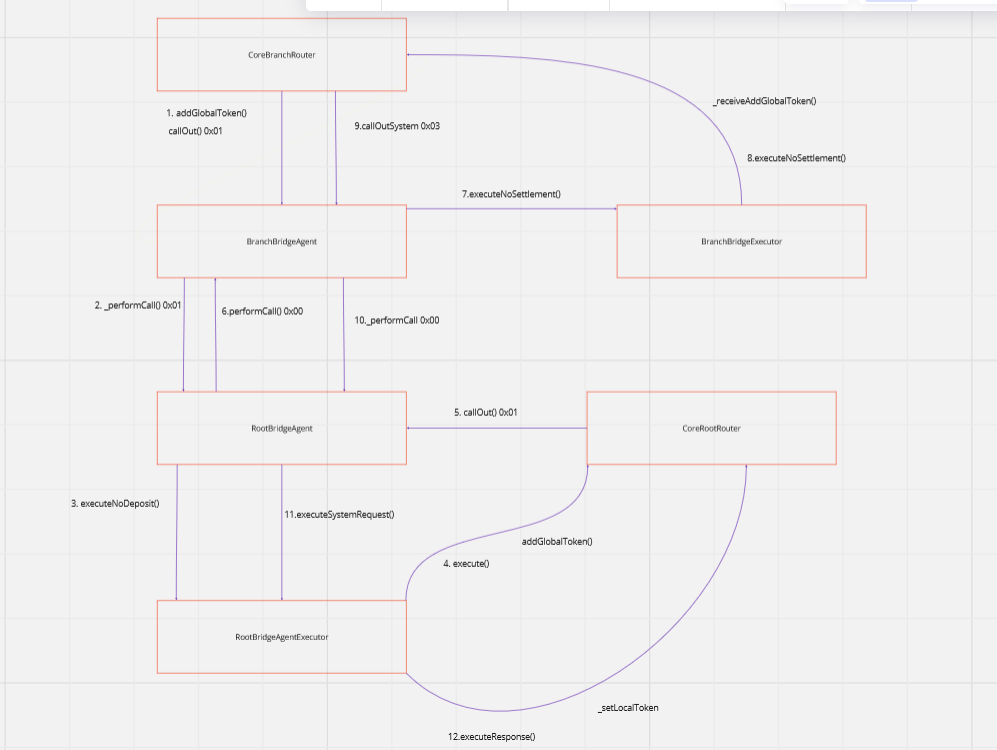 CoreBranchRouter
_receiveAddGlobalToken()
1. addGlobalToken()
callOut() 0x01
9.callOutSystem 0x03
8.executeNoSettlement()
7.executeNoSettlement()
BranchBridgeAgent
BranchBridgeExecutor
2. _performCall() 0x01
6.performCall() 0x00
10._performCall 0x00
5. callOut() 0x01
RootBridgeAgent
CoreRootRouter
3. executeNoDeposit()
11.executeSystemRequest()
addGlobalToken()
4. execute()
RootBridgeAgentExecutor
_setLocalToken
12.executeResponse()